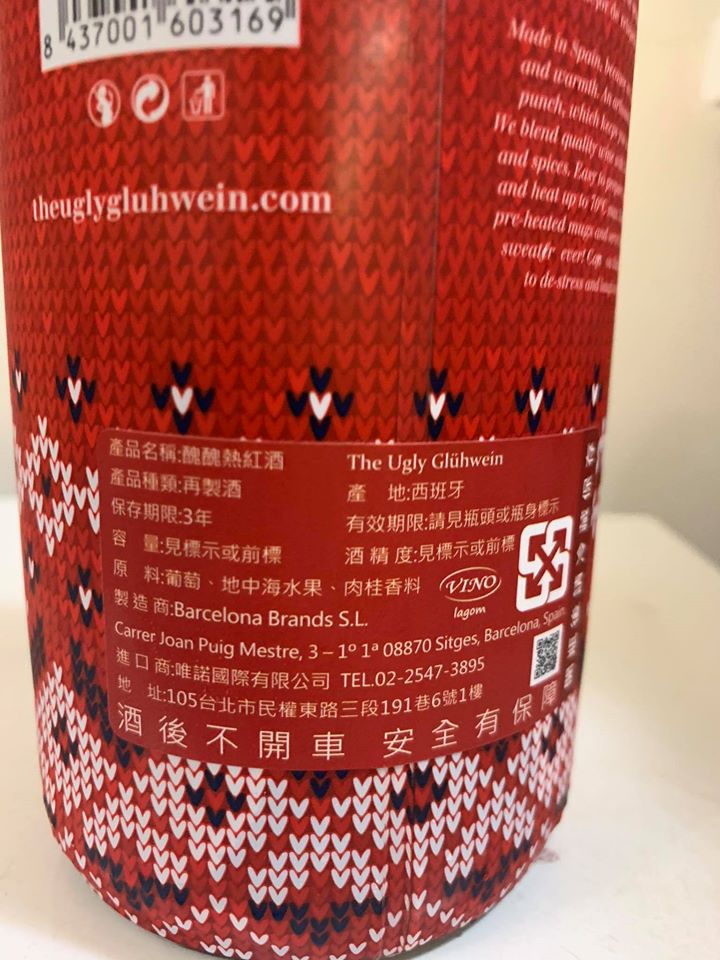 8 437001 603169
Made in Spain,
and warmth. An
punch, which
We blend quality wine
and spices. Easy to
and heat up to 70º,
pre-heated mugs and
sweater ever!
to de-stress and
theuglygluhwein.com
產品名稱:醜醜熱紅酒 The Ugly Glühwein
產品種類:再製酒 產 地:西班牙
保存期限:3年 有效期限:請見瓶頭或瓶身標示
容 量:見標示或前標 酒精度:見標示或前標
原 料:葡萄、地中海水果、肉桂香料
VINO
lagom
製造商:Barcelona Brands S.L.
Carrer Joan Puig Mestre, 3 – 1º 1ª 08870 Sitges, Barcelona, Spain
進口商:唯諾國際有限公司 TEL.02-2547-3895
地 址:105台北市民權東路三段191巷6號1樓
酒後不開車 安全有保障